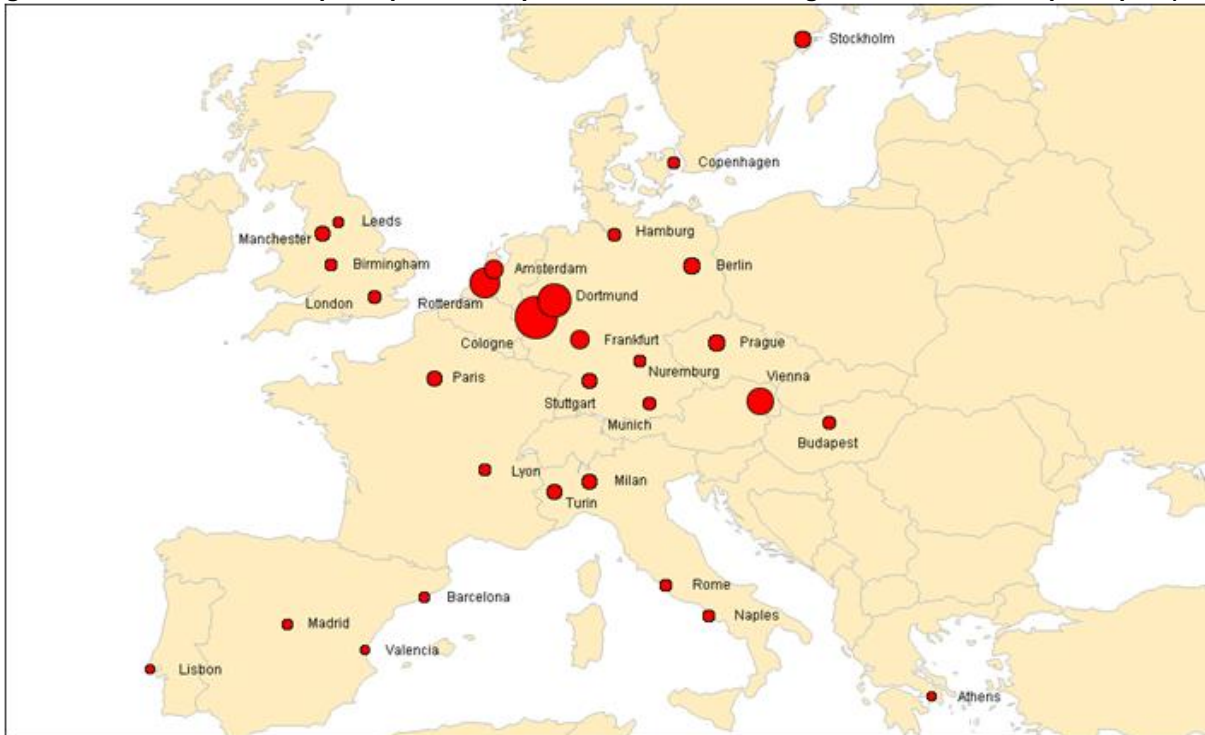 Stockholm
Copenhagen
Leeds
Manchester
Hamburg
Birmingham
Amsterdam
Berlin
Dortmund
London
Rotterdam
Cologne
Frankfurt
Prague
Nuremburg
Paris
Vienna
Stuttgart
Munich
Budapest
Lyon
Milan
Turin
Rome
Barcelona
Naples
Madrid
Valencia
Lisbon
Athens